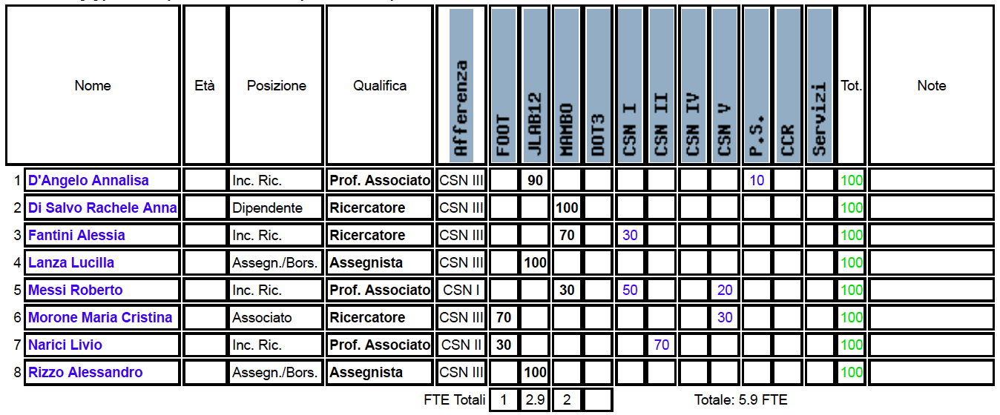 Nome Età Posizione Qualifica Afferenza FOOT JLAB12 MAMBO DOT3 CSN I CSN II CSN IV CSN V P.S. CCR Servizi Tot. Note
1 D'Angelo Annalisa Inc. Ric. Prof. Associato CSN III 90 10 100
2 Di Salvo Rachele Anna Dipendente Ricercatore CSN III 100 100
3 Fantini Alessia Inc. Ric. Ricercatore CSN III 70 30 100
4 Lanza Lucilla Assegn./Bors. Assegnista CSN III 100 100
5 Messi Roberto Inc. Ric. Prof. Associato CSN I 30 50 20 100
6 Morone Maria Cristina Associato Ricercatore CSN III 70 30 100
7 Narici Livio Inc. Ric. Prof. Associato CSN II 30 70 100
8 Rizzo Alessandro Assegn./Bors. Assegnista CSN III 100 100
FTE Totali 1 2.9 2 Totale: 5.9 FTE